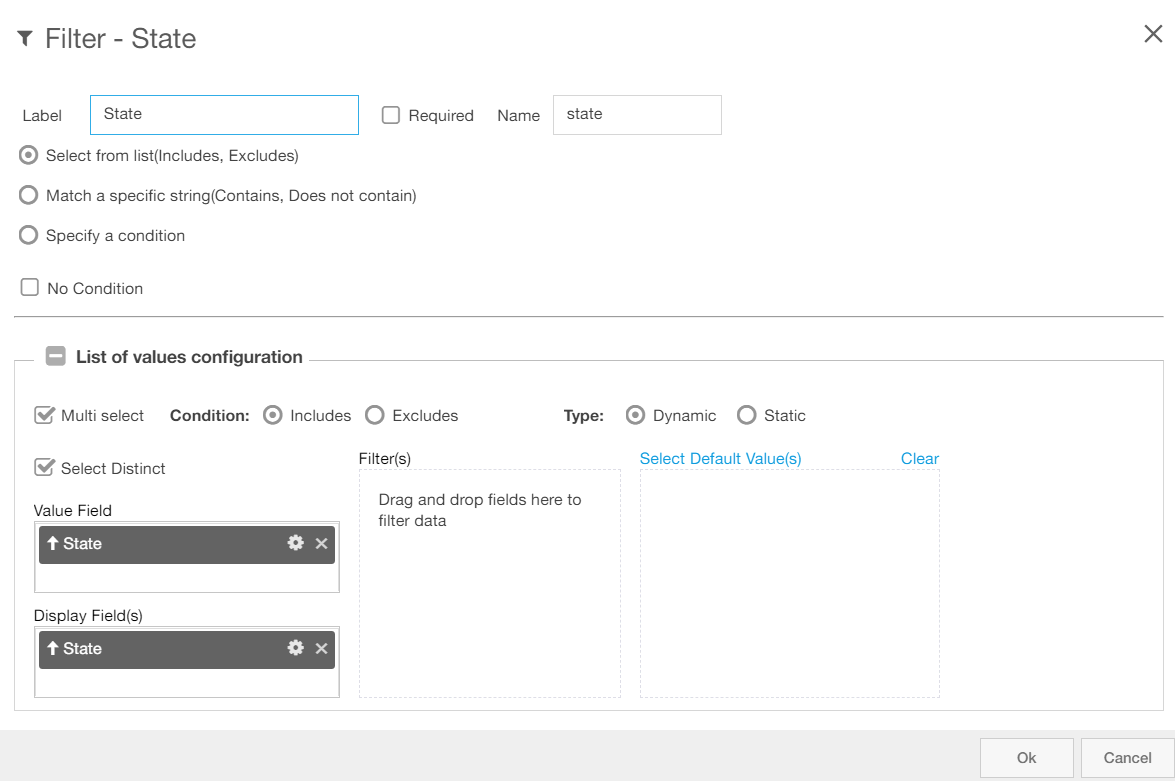 Filter - State
Label State Required Name state
Select from list(Includes, Excludes)
Match a specific string(Contains, Does not contain)
Specify a condition
No Condition
List of values configuration
Multi select Condition: Includes Excludes Type: Dynamic Static
Select Distinct
Filter(s)
Select Default Value(s) Clear
Drag and drop fields here to
filter data
Value Field
State
Display Field(s)
State
Ok Cancel